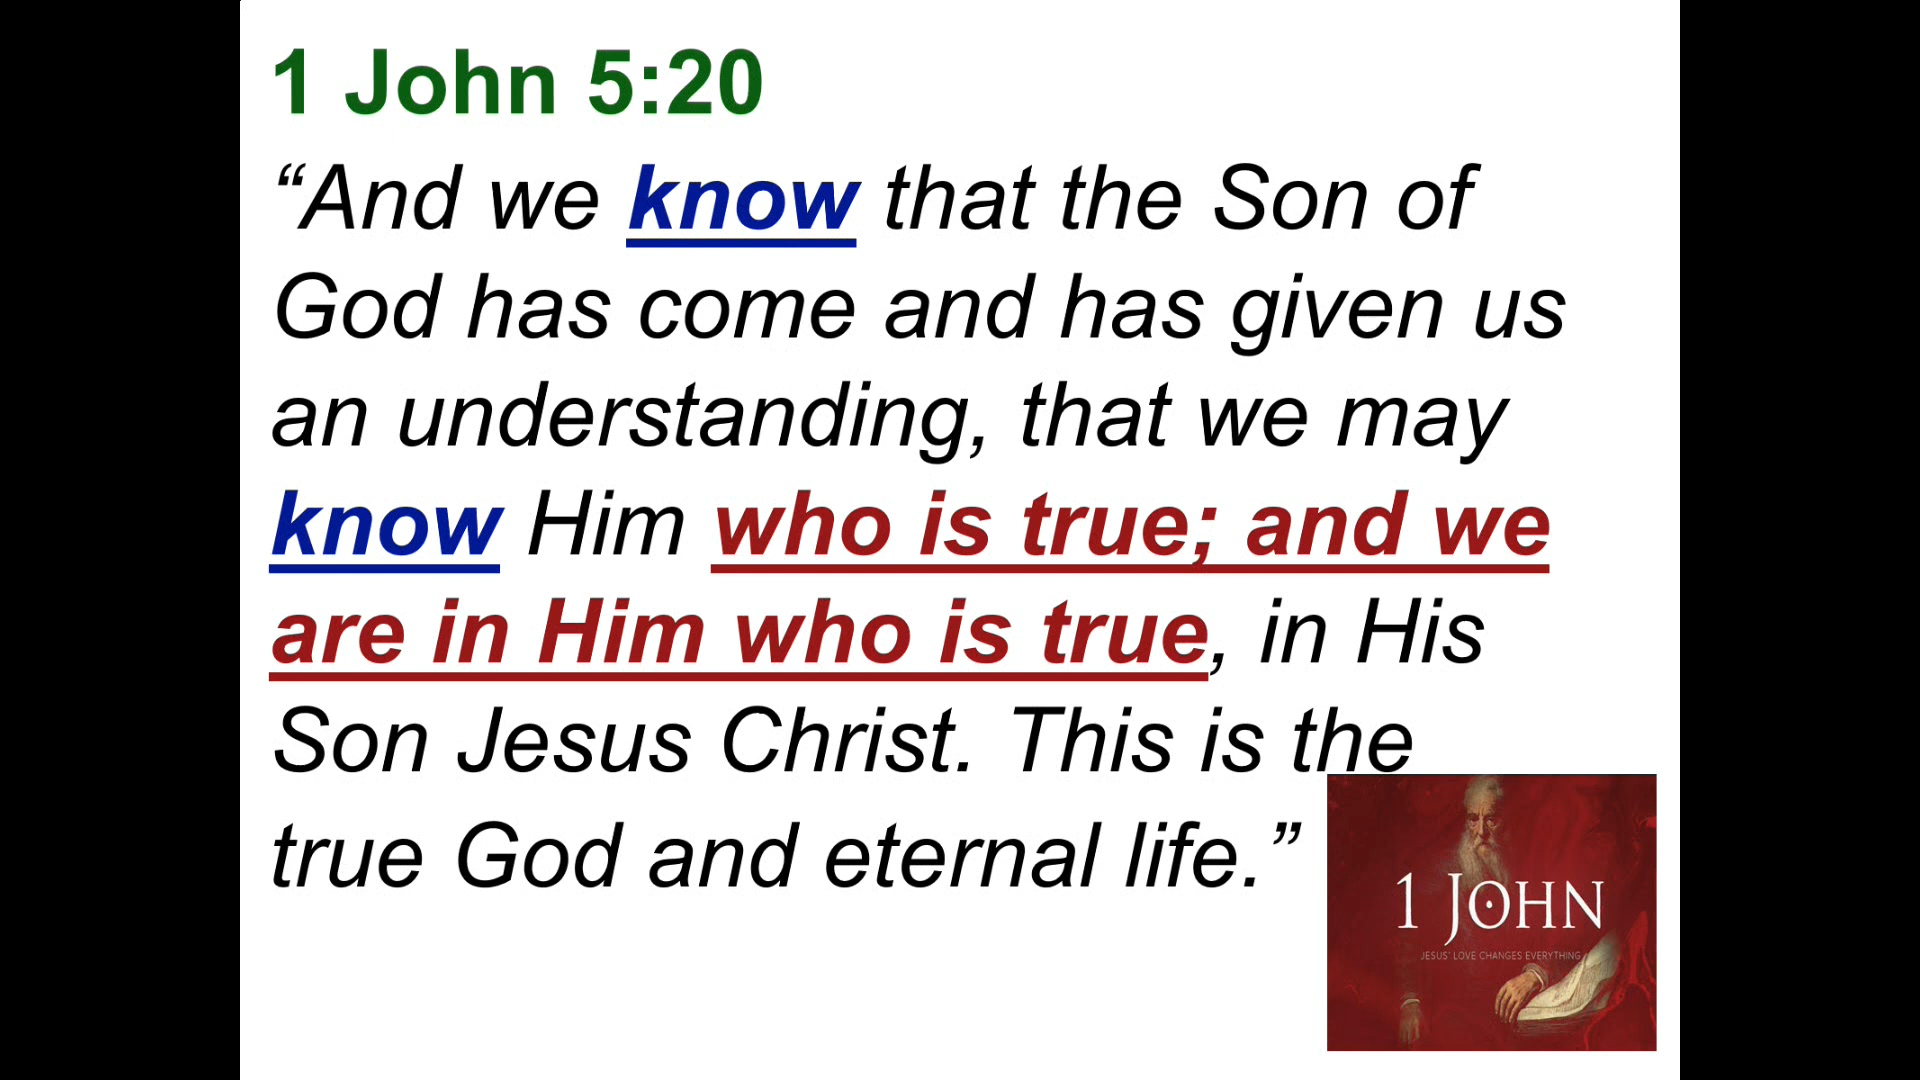 1 John 5:20
“And we know that the Son of
God has come and has given us
an understanding, that we may
know Him who is true; and we
are in Him who is true, in His
Son Jesus Christ. This is the
true God and eternal life.”
1 JOHN
JESUS' LOVE CHANGES EVERYTHING